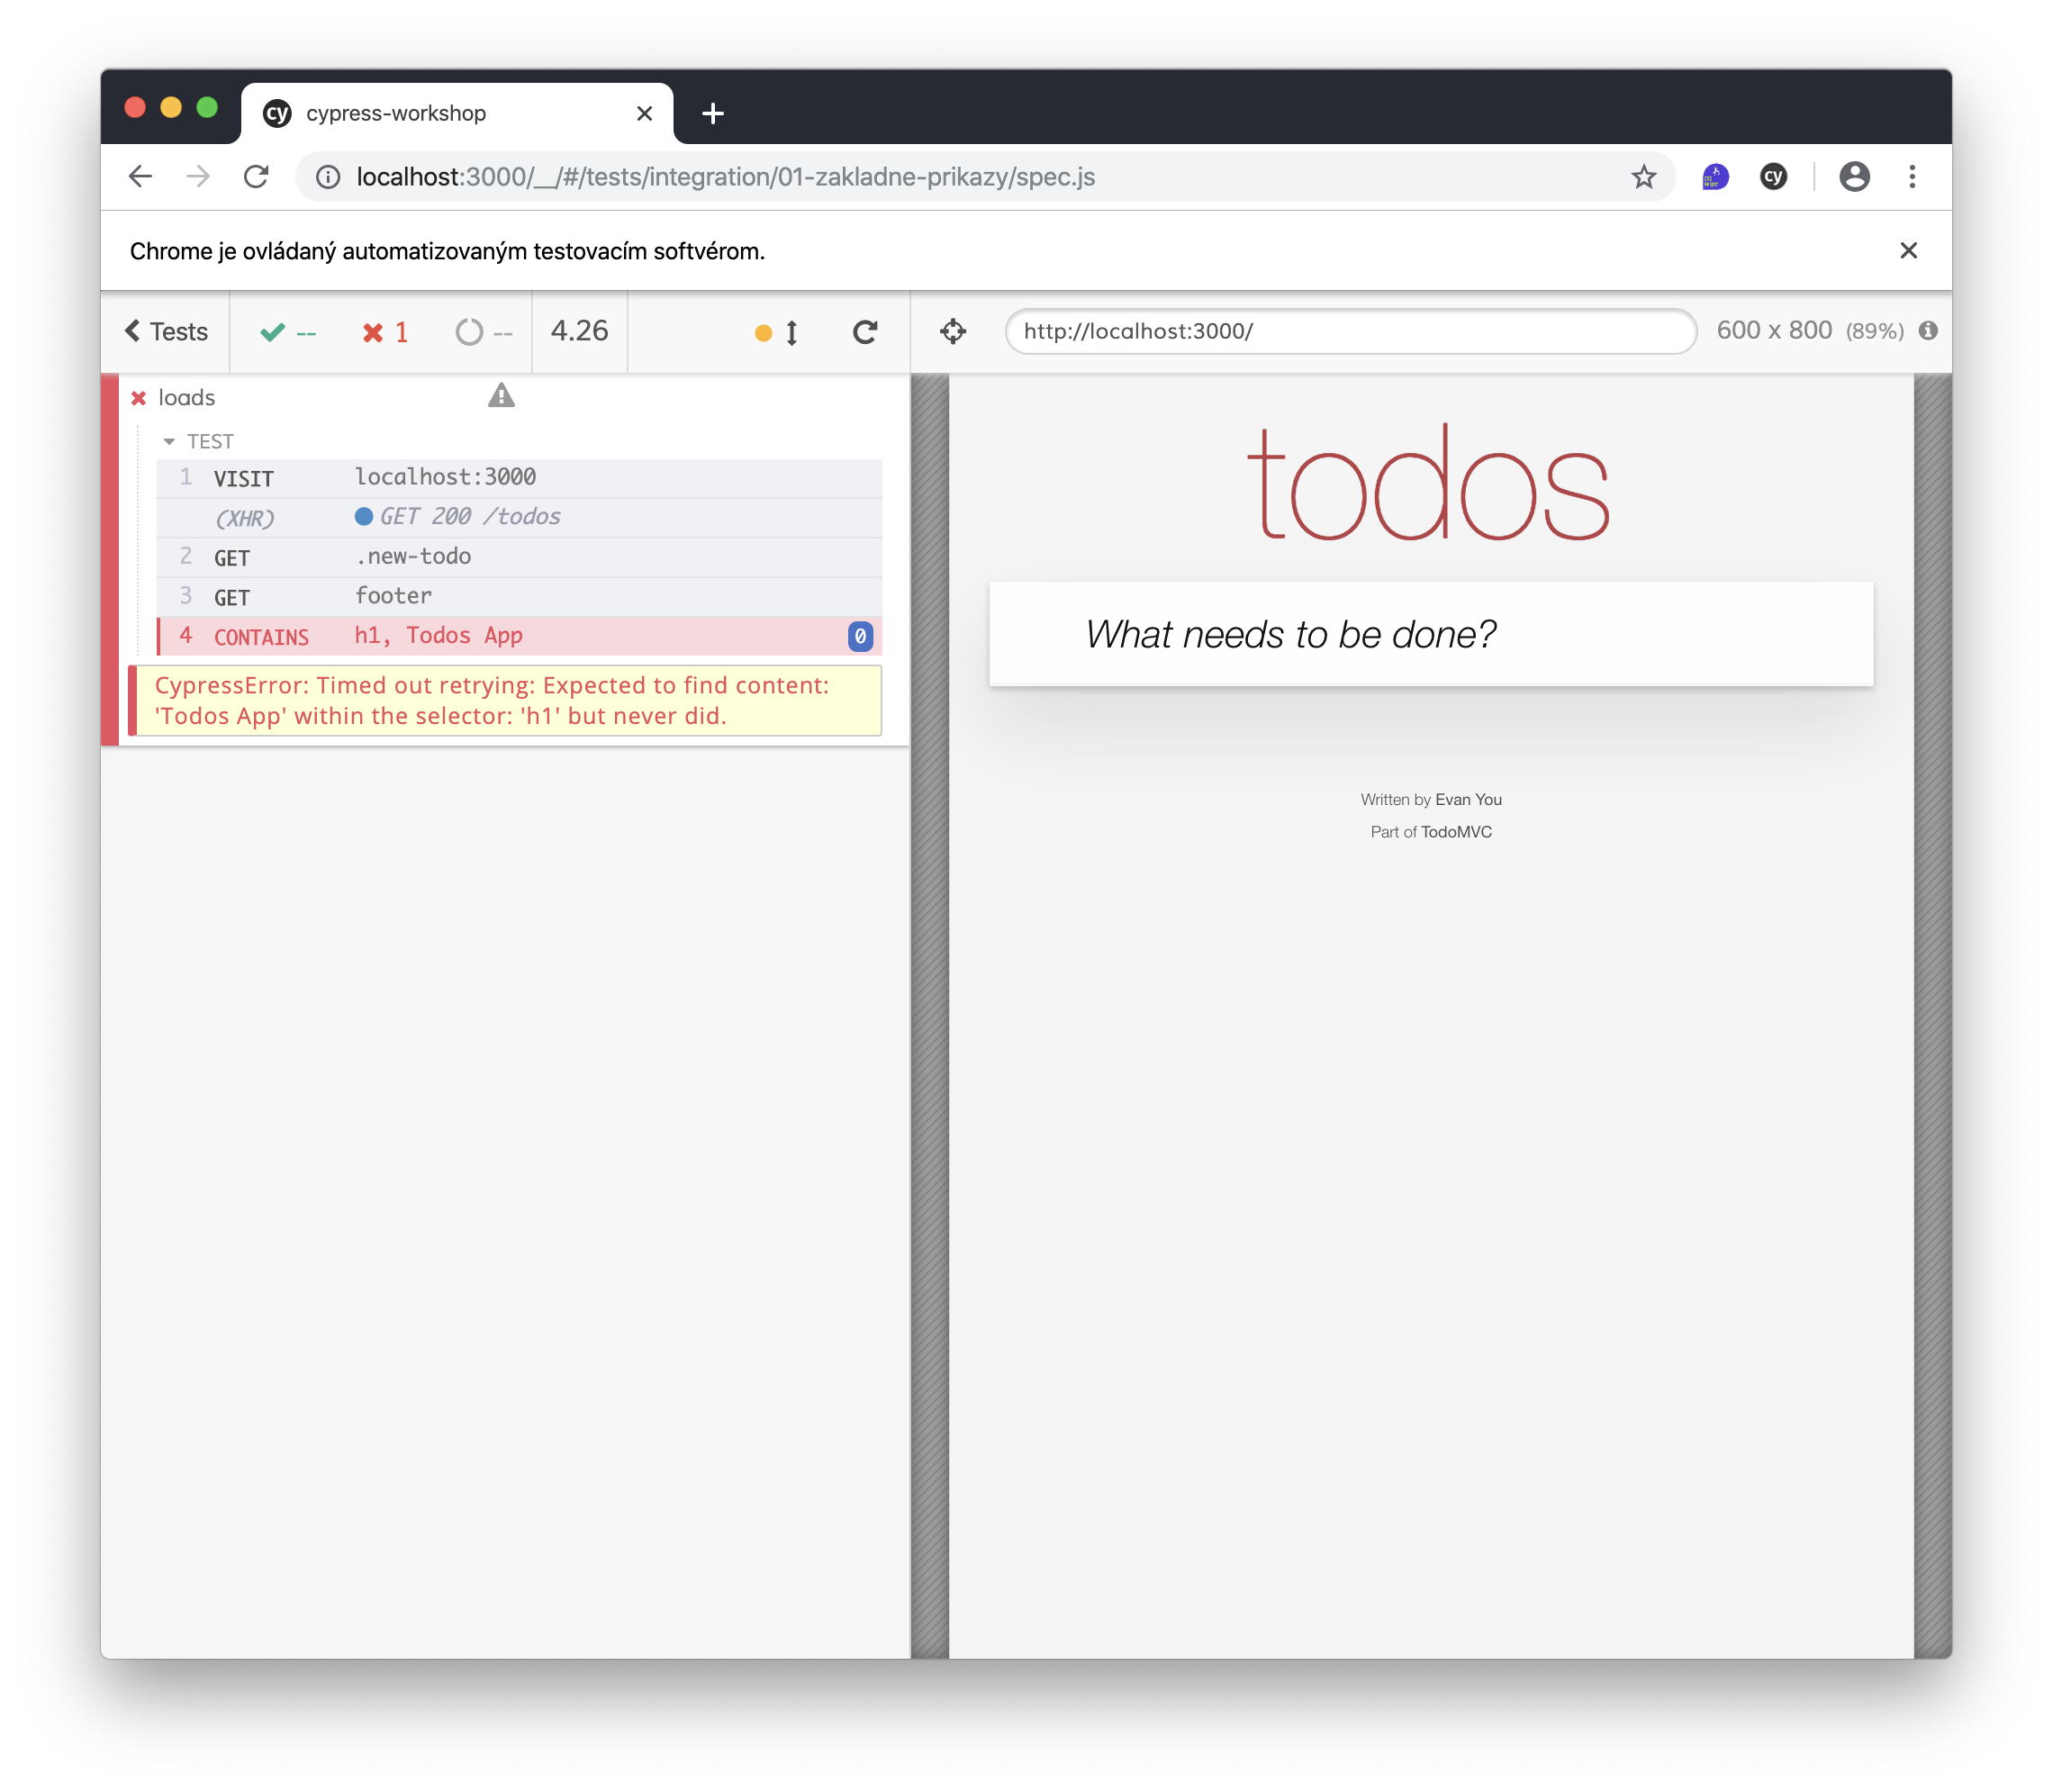 cy cypress-workshop
localhost:3000/__/#/tests/integration/01-zakladne-prikazy/spec.js
cy
Chrome je ovládaný automatizovaným testovacím softvérom.
Tests -- 1 -- 4.26
http://localhost:3000/ 600 x 800 (89%)
loads
TEST
1 VISIT localhost:3000
(XHR) GET 200 /todos
2 GET .new-todo
3 GET footer
4 CONTAINS h1, Todos App 0
CypressError: Timed out retrying: Expected to find content:
'Todos App' within the selector: 'h1' but never did.
todos
What needs to be done?
Written by Evan You
Part of TodoMVC